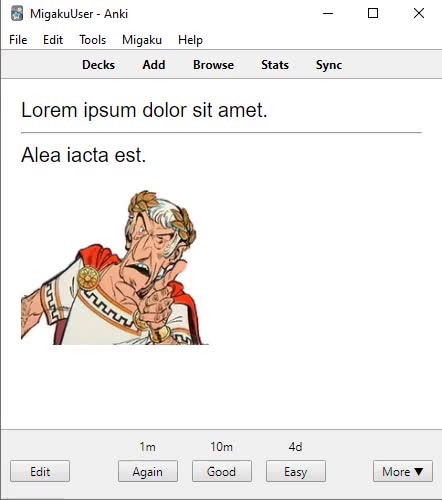 MigakuUser - Anki
File Edit Tools Migaku Help
Decks Add Browse Stats Sync
Lorem ipsum dolor sit amet.
Alea iacta est.
1m 10m 4d
Edit Again Good Easy More ▼